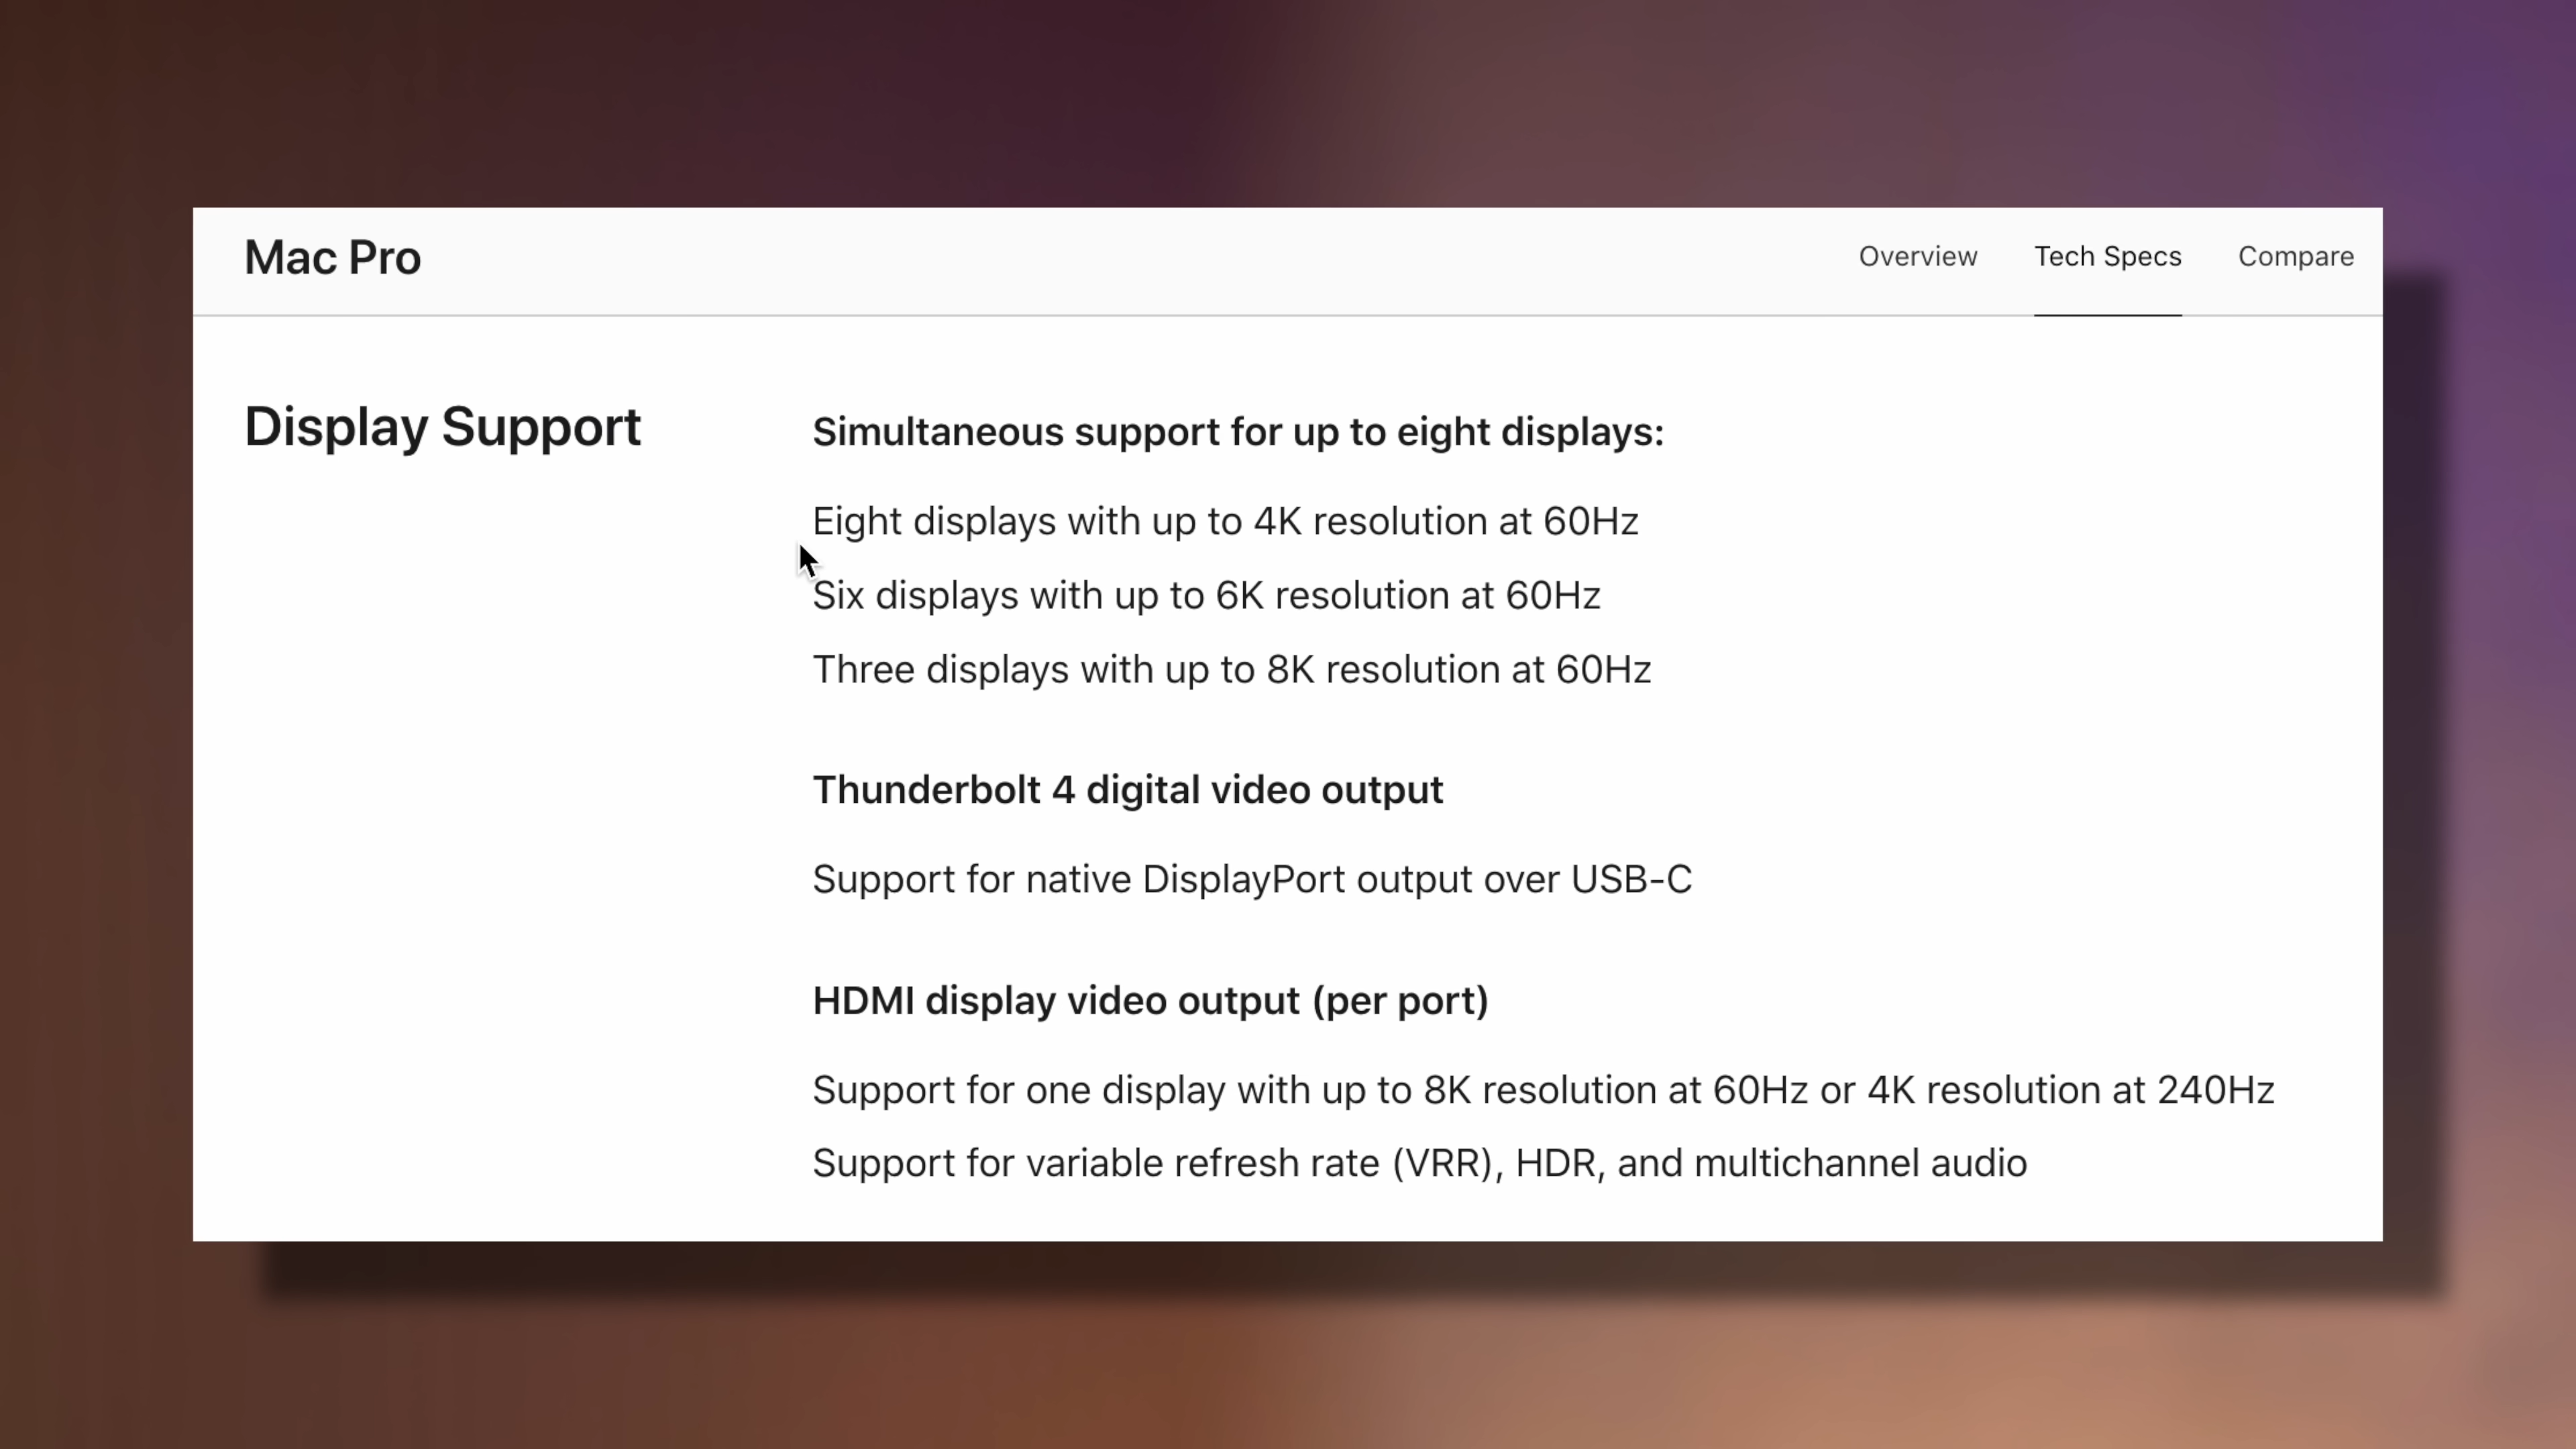 Mac Pro
Overview
Tech Specs
Compare
Display Support
Simultaneous support for up to eight displays:
Eight displays with up to 4K resolution at 60Hz
Six displays with up to 6K resolution at 60Hz
Three displays with up to 8K resolution at 60Hz
Thunderbolt 4 digital video output
Support for native DisplayPort output over USB-C
HDMI display video output (per port)
Support for one display with up to 8K resolution at 60Hz or 4K resolution at 240Hz
Support for variable refresh rate (VRR), HDR, and multichannel audio